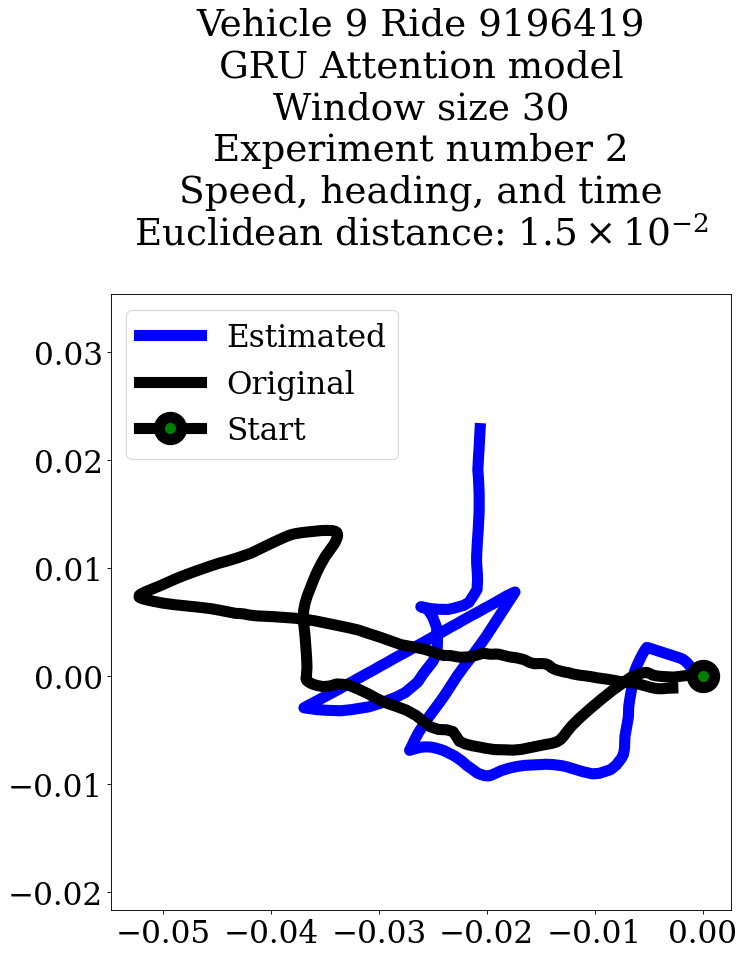 Vehicle 9 Ride 9196419
GRU Attention model
Window size 30
Experiment number 2
Speed, heading, and time
Euclidean distance: 1.5 × 10⁻²
Estimated
Original
Start
0.03
0.02
0.01
0.00
−0.01
−0.02
−0.05 −0.04 −0.03 −0.02 −0.01 0.00